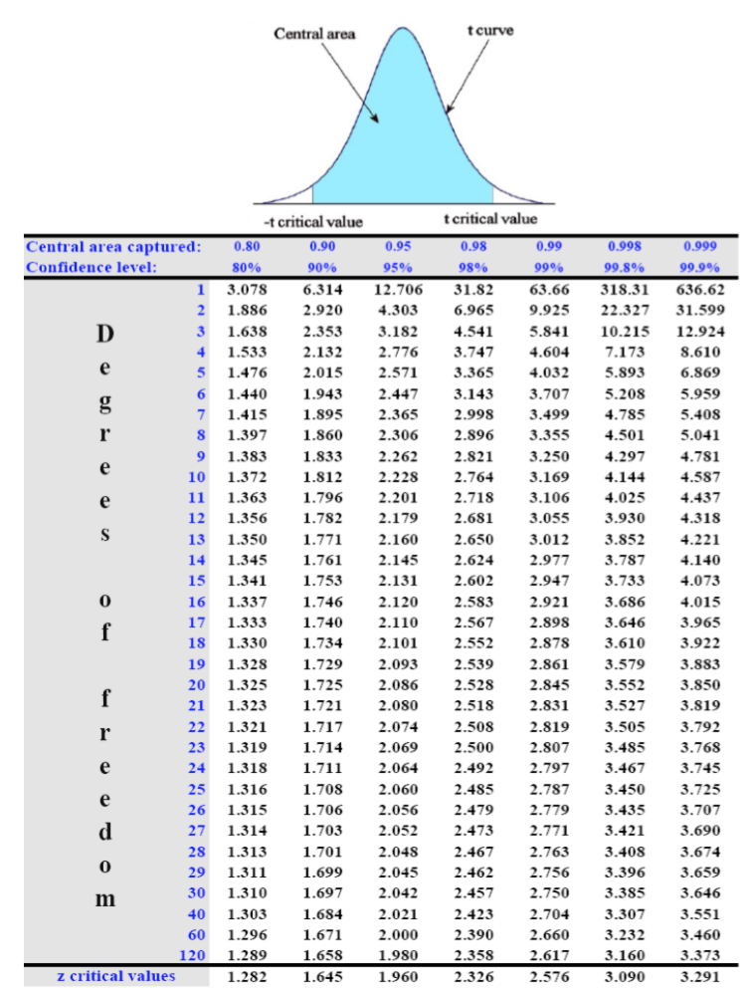 Central area
t curve
-t critical value
t critical value
Central area captured: 0.80 0.90 0.95 0.98 0.99 0.998 0.999
Confidence level: 80% 90% 95% 98% 99% 99.8% 99.9%
Degrees of freedom
1 3.078 6.314 12.706 31.82 63.66 318.31 636.62
2 1.886 2.920 4.303 6.965 9.925 22.327 31.599
3 1.638 2.353 3.182 4.541 5.841 10.215 12.924
4 1.533 2.132 2.776 3.747 4.604 7.173 8.610
5 1.476 2.015 2.571 3.365 4.032 5.893 6.869
6 1.440 1.943 2.447 3.143 3.707 5.208 5.959
7 1.415 1.895 2.365 2.998 3.499 4.785 5.408
8 1.397 1.860 2.306 2.896 3.355 4.501 5.041
9 1.383 1.833 2.262 2.821 3.250 4.297 4.781
10 1.372 1.812 2.228 2.764 3.169 4.144 4.587
11 1.363 1.796 2.201 2.718 3.106 4.025 4.437
12 1.356 1.782 2.179 2.681 3.055 3.930 4.318
13 1.350 1.771 2.160 2.650 3.012 3.852 4.221
14 1.345 1.761 2.145 2.624 2.977 3.787 4.140
15 1.341 1.753 2.131 2.602 2.947 3.733 4.073
16 1.337 1.746 2.120 2.583 2.921 3.686 4.015
17 1.333 1.740 2.110 2.567 2.898 3.646 3.965
18 1.330 1.734 2.101 2.552 2.878 3.610 3.922
19 1.328 1.729 2.093 2.539 2.861 3.579 3.883
20 1.325 1.725 2.086 2.528 2.845 3.552 3.850
21 1.323 1.721 2.080 2.518 2.831 3.527 3.819
22 1.321 1.717 2.074 2.508 2.819 3.505 3.792
23 1.319 1.714 2.069 2.500 2.807 3.485 3.768
24 1.318 1.711 2.064 2.492 2.797 3.467 3.745
25 1.316 1.708 2.060 2.485 2.787 3.450 3.725
26 1.315 1.706 2.056 2.479 2.779 3.435 3.707
27 1.314 1.703 2.052 2.473 2.771 3.421 3.690
28 1.313 1.701 2.048 2.467 2.763 3.408 3.674
29 1.311 1.699 2.045 2.462 2.756 3.396 3.659
30 1.310 1.697 2.042 2.457 2.750 3.385 3.646
40 1.303 1.684 2.021 2.423 2.704 3.307 3.551
60 1.296 1.671 2.000 2.390 2.660 3.232 3.460
120 1.289 1.658 1.980 2.358 2.617 3.160 3.373
z critical values 1.282 1.645 1.960 2.326 2.576 3.090 3.291